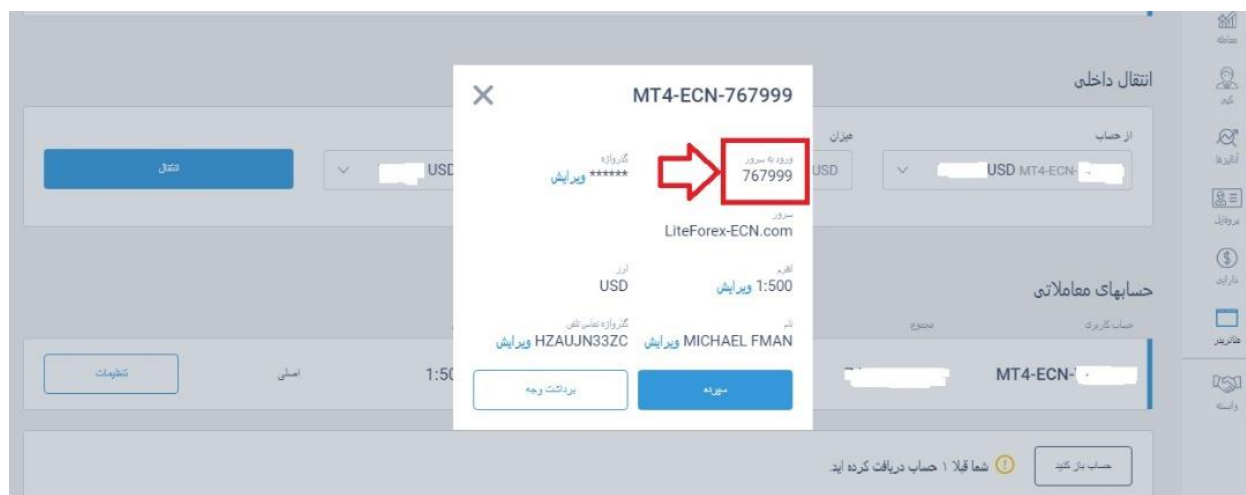 معامله
کپی
آنالیزها
پروفایل
دارایی
متاتریدر
وابسته
انتقال داخلی
از حساب
USD MT4-ECN-
میزان
USD
USD
انتقال
MT4-ECN-767999
ورود به سرور
767999
گذرواژه
****** ویرایش
سرور
LiteForex-ECN.com
اهرم
1:500 ویرایش
ارز
USD
نام
MICHAEL FMAN ویرایش
گذرواژه تماس تلفن
HZAUJN33ZC ویرایش
سپرده
برداشت وجه
حسابهای معاملاتی
حساب کاربری
مجموع
MT4-ECN-
1:50
اصلی
تنظیمات
حساب باز کنید
شما قبلا ۱ حساب دریافت کرده اید.